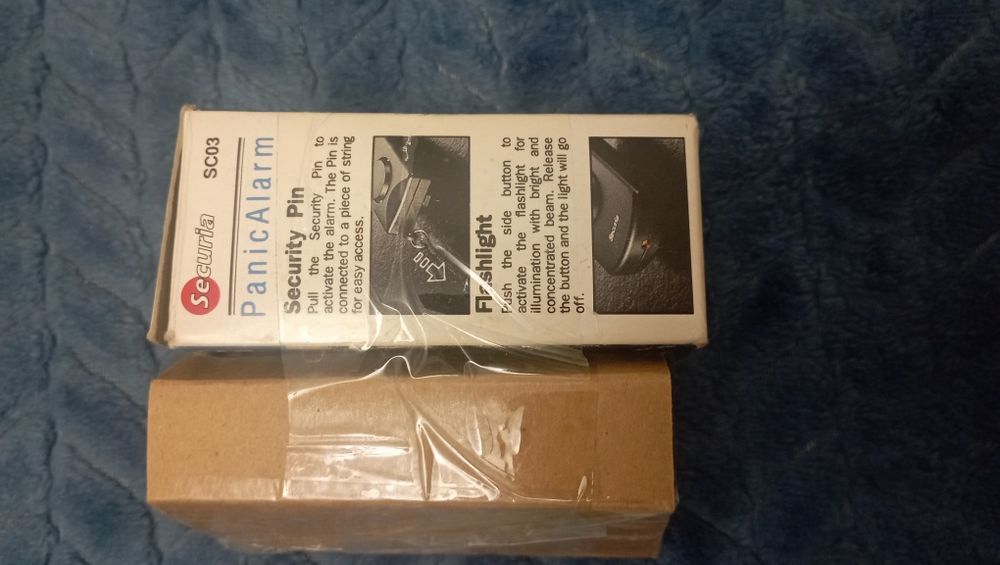 Securia SC03
PanicAlarm
Security Pin
Pull the Security Pin to
activate the alarm. The Pin is
connected to a piece of string
for easy access.
Flashlight
Push the side button to
activate the flashlight for
illumination with bright and
concentrated beam. Release
the button and the light will go
off.